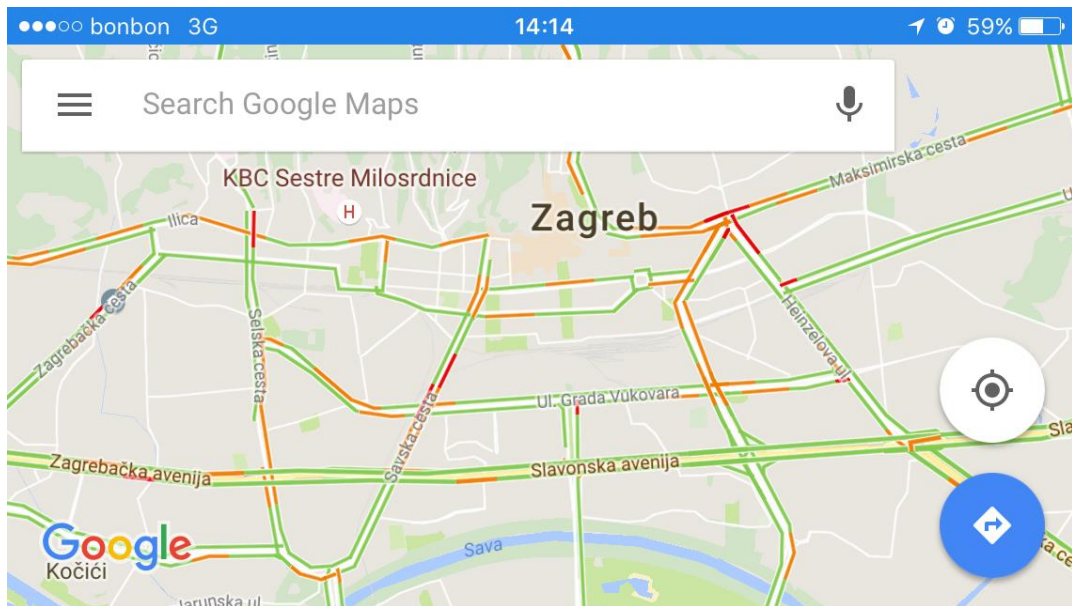 bonbon 3G 14:14 59%
Search Google Maps
Maksimirska cesta
KBC Sestre Milosrdnice
H
Ilica
Zagreb
Zagrebačka cesta
Selska cesta
Heinzelova ul.
Savska cesta
Ul. Grada Vukovara
Zagrebačka avenija
Slavonska avenija
Sla
Google
Kočići
Sava